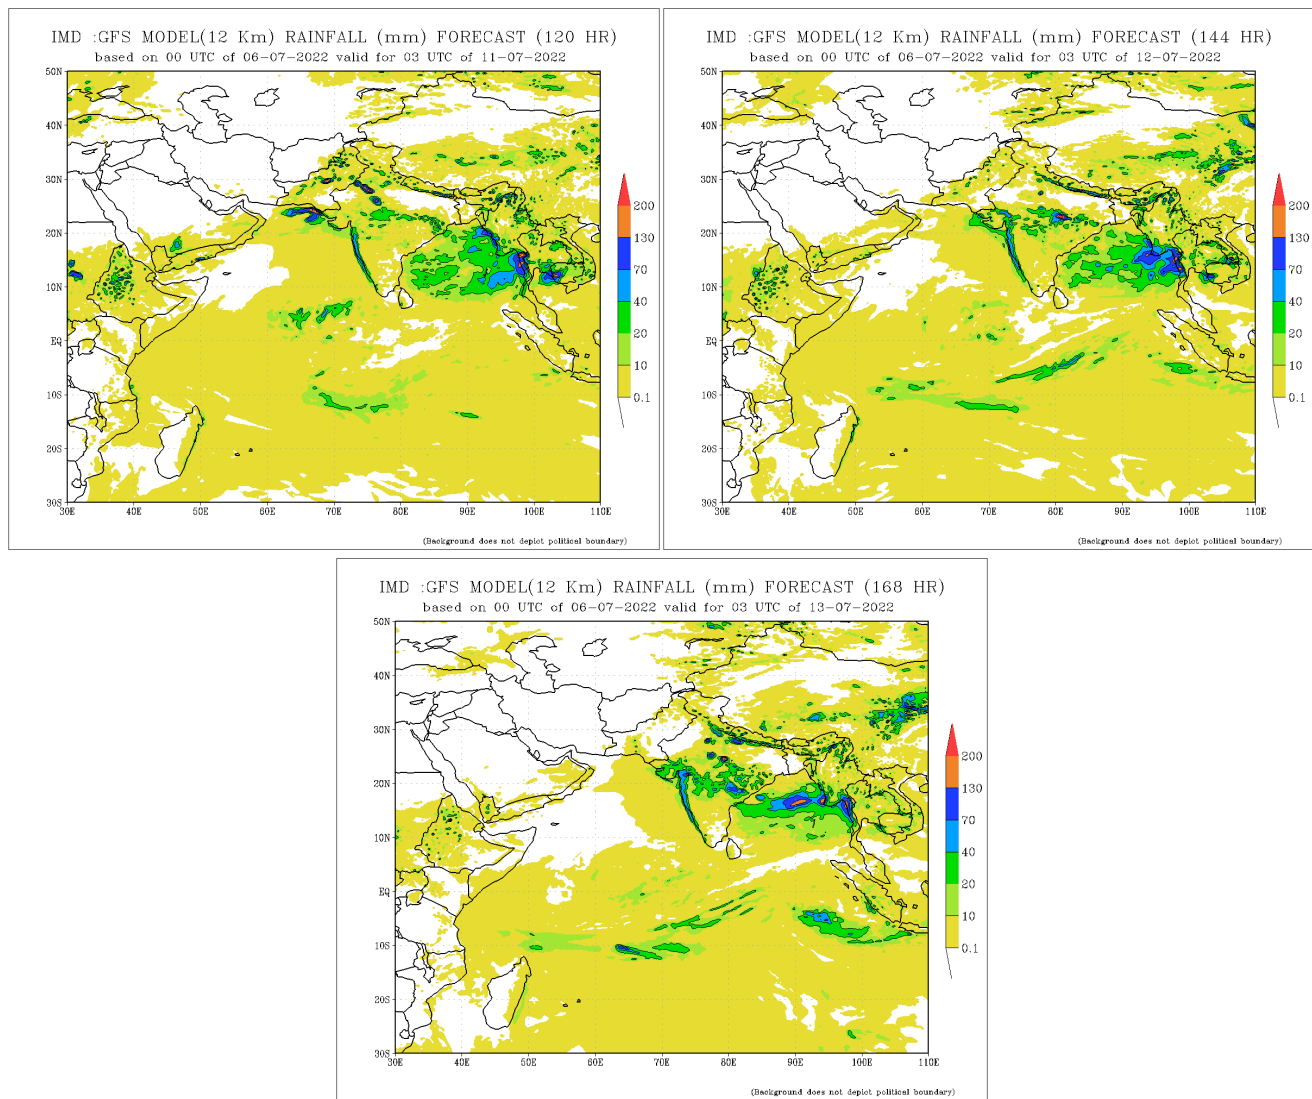 IMD :GFS MODEL(12 Km) RAINFALL (mm) FORECAST (120 HR)
based on 00 UTC of 06-07-2022 valid for 03 UTC of 11-07-2022
50N
40N
30N
20N
10N
EQ
10S
20S
30S
30E 40E 50E 60E 70E 80E 90E 100E 110E
200
130
70
40
20
10
0.1
(Background does not depict political boundary)
IMD :GFS MODEL(12 Km) RAINFALL (mm) FORECAST (144 HR)
based on 00 UTC of 06-07-2022 valid for 03 UTC of 12-07-2022
50N
40N
30N
20N
10N
EQ
10S
20S
30S
30E 40E 50E 60E 70E 80E 90E 100E 110E
200
130
70
40
20
10
0.1
(Background does not depict political boundary)
IMD :GFS MODEL(12 Km) RAINFALL (mm) FORECAST (168 HR)
based on 00 UTC of 06-07-2022 valid for 03 UTC of 13-07-2022
50N
40N
30N
20N
10N
EQ
10S
20S
30S
30E 40E 50E 60E 70E 80E 90E 100E 110E
200
130
70
40
20
10
0.1
(Background does not depict political boundary)